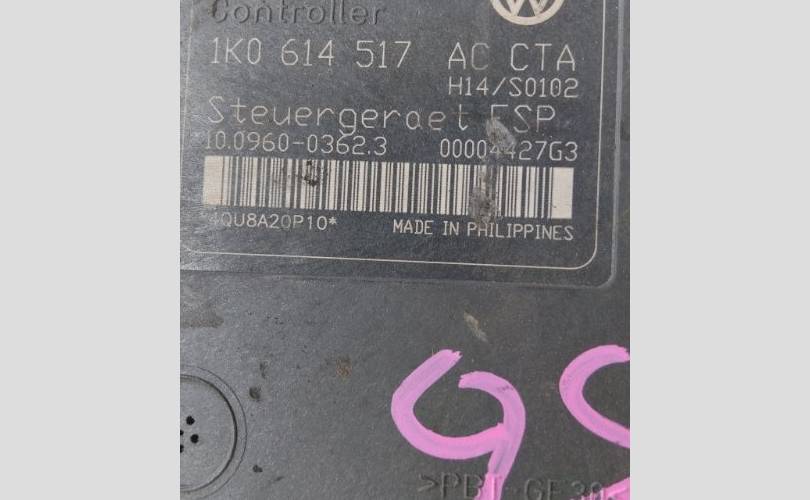 Controller
1K0 614 517 AC CTA
H14/S0102
Steuergeraet ESP
10.0960-0362.3 00004427G3
*4QU8A20P10* MADE IN PHILIPPINES